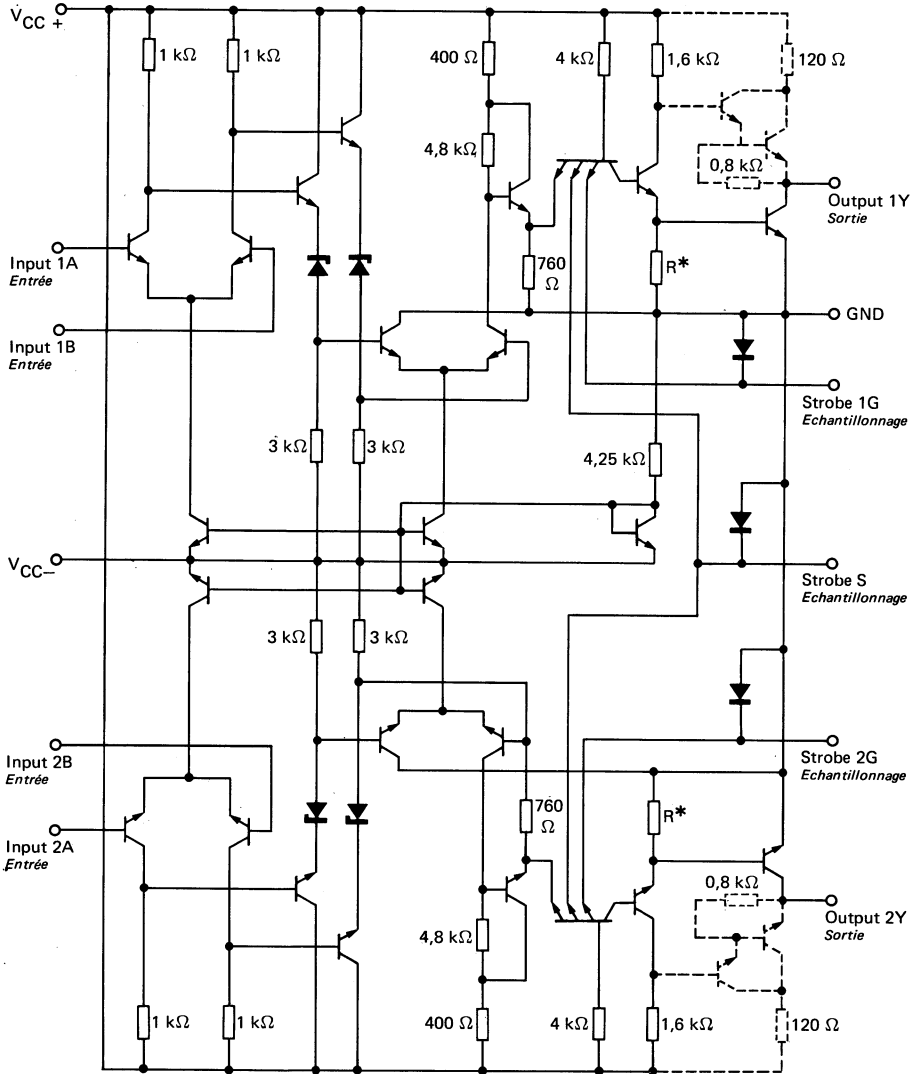 VCC +
1 kΩ 1 kΩ 400 Ω 4 kΩ 1,6 kΩ 120 Ω
4,8 kΩ
0,8 kΩ
Output 1Y
Sortie
Input 1A
Entrée
760
Ω
R*
GND
Input 1B
Entrée
Strobe 1G
Echantillonnage
3 kΩ 3 kΩ
4,25 kΩ
VCC−
Strobe S
Echantillonnage
3 kΩ 3 kΩ
Input 2B
Entrée
Strobe 2G
Echantillonnage
760
Ω
R*
Input 2A
Entrée
0,8 kΩ
Output 2Y
Sortie
4,8 kΩ
1 kΩ 1 kΩ 400 Ω 4 kΩ 1,6 kΩ 120 Ω